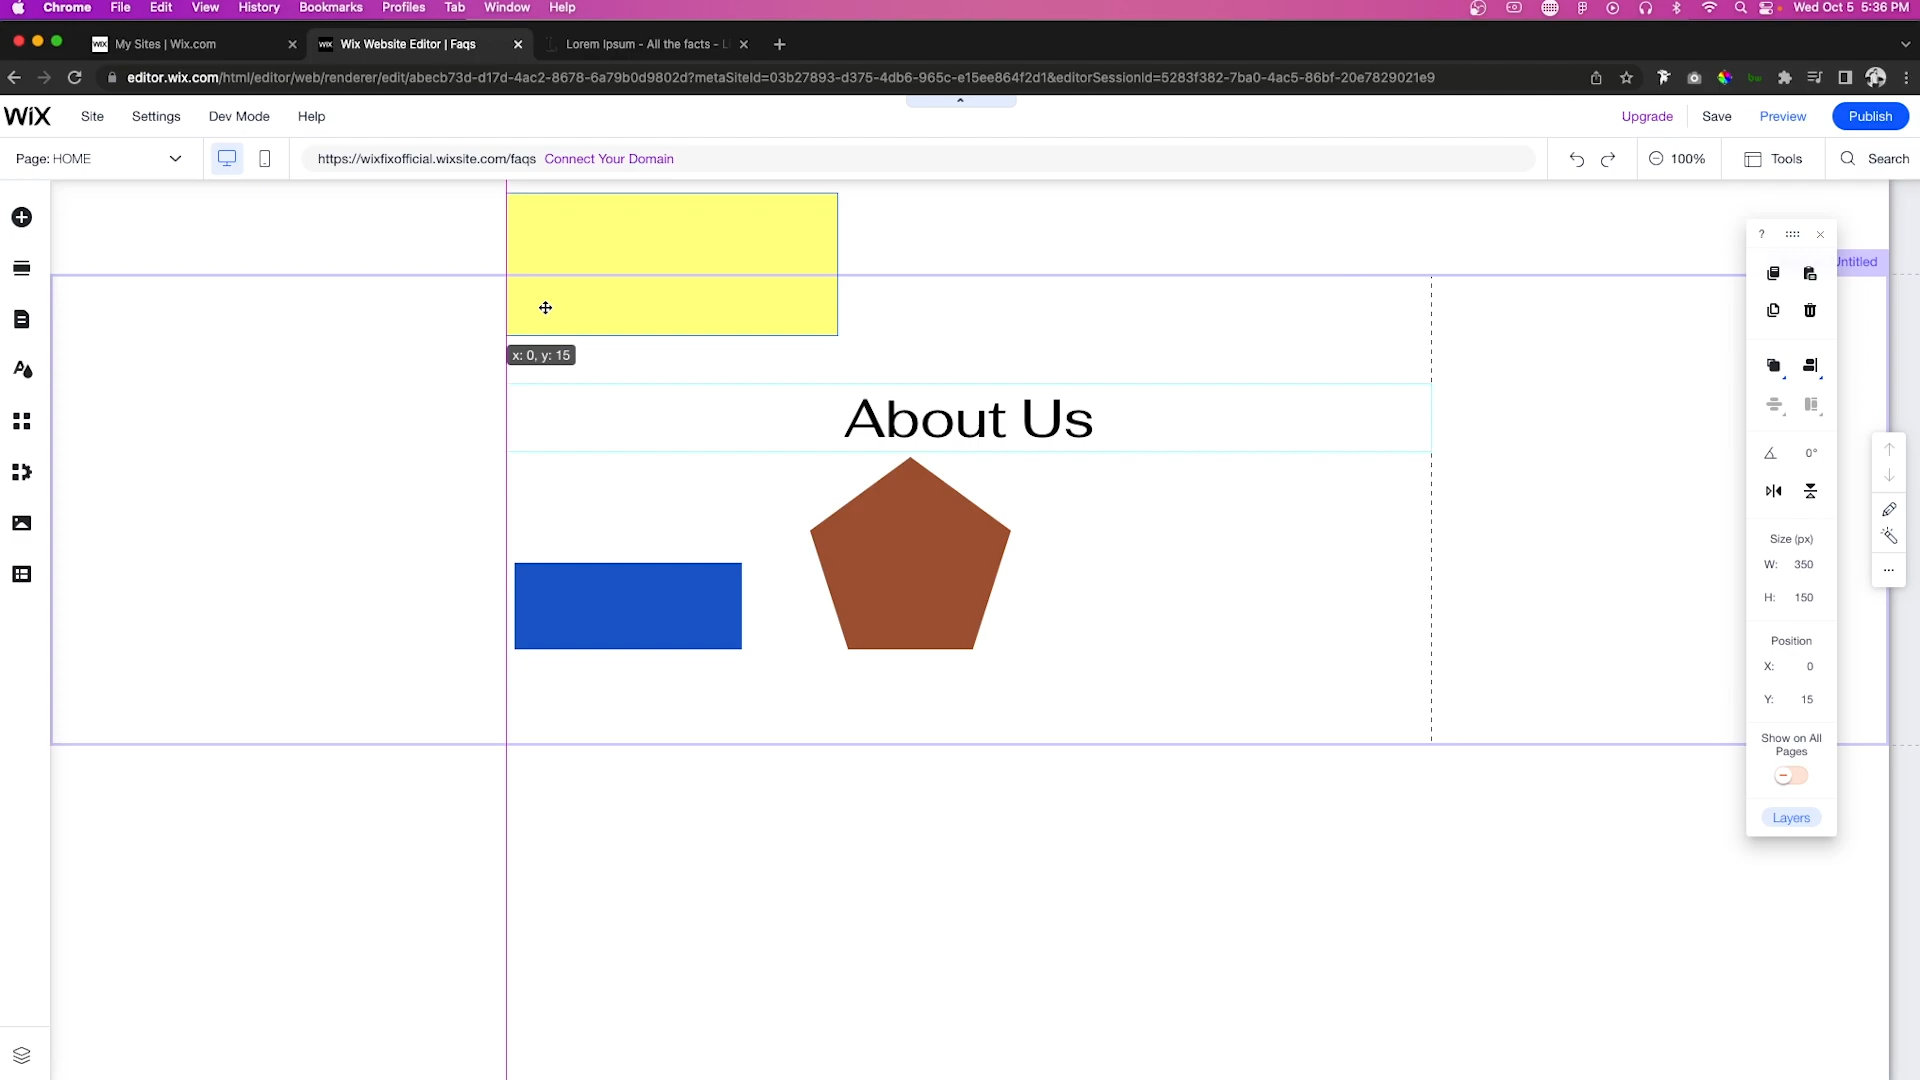 Chrome File Edit View History Bookmarks Profiles Tab Window Help Wed Oct 5 5:36 PM
WIX My Sites | Wix.com WIX Wix Website Editor | Faqs Lorem Ipsum - All the facts - L
editor.wix.com/html/editor/web/renderer/edit/abecb73d-d17d-4ac2-8678-6a79b0d9802d?metaSiteId=03b27893-d375-4db6-965c-e15ee864f2d1&editorSessionId=5283f382-7ba0-4ac5-86bf-20e7829021e9
WiX Site Settings Dev Mode Help Upgrade Save Preview Publish
Page: HOME https://wixfixofficial.wixsite.com/faqs Connect Your Domain 100% Tools Search
?
Untitled
x: 0, y: 15
About Us
0°
Size (px)
W: 350
H: 150
Position
X: 0
Y: 15
Show on All
Pages
Layers